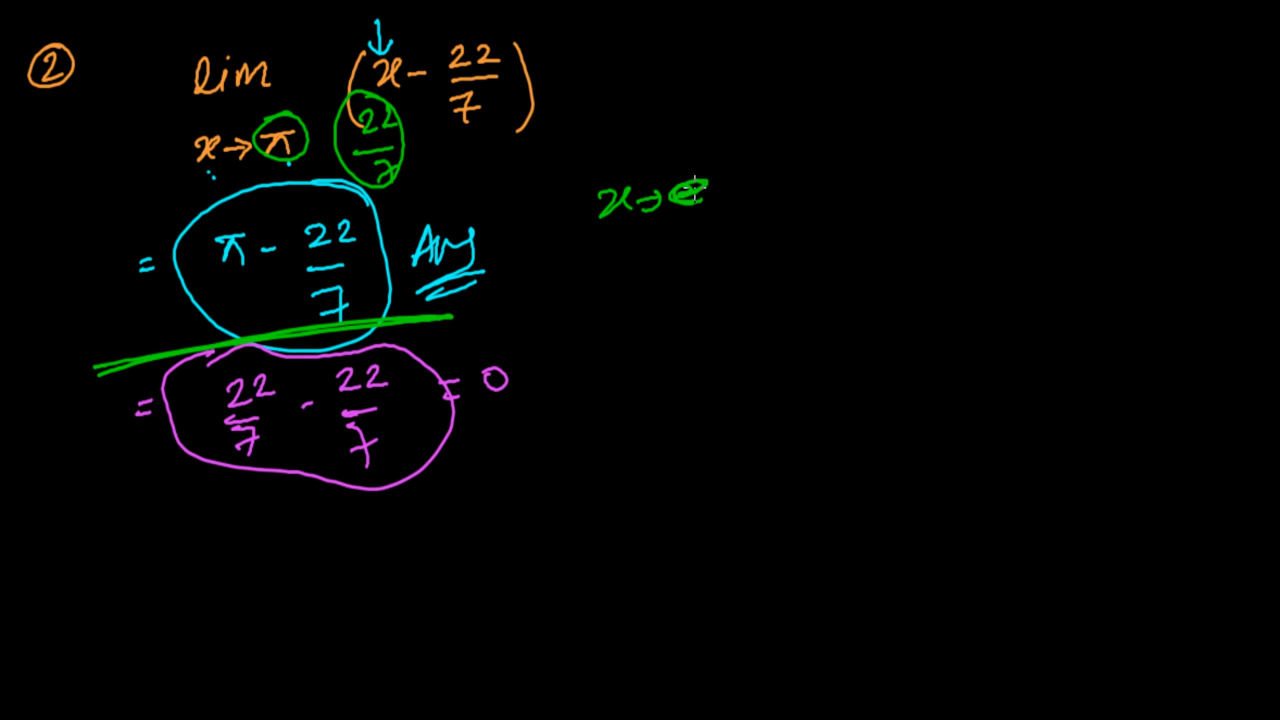 ② lim (x - 22/7)
x→π 22/7
x→e
= π - 22/7 Ans
= 22/7 - 22/7 = 0